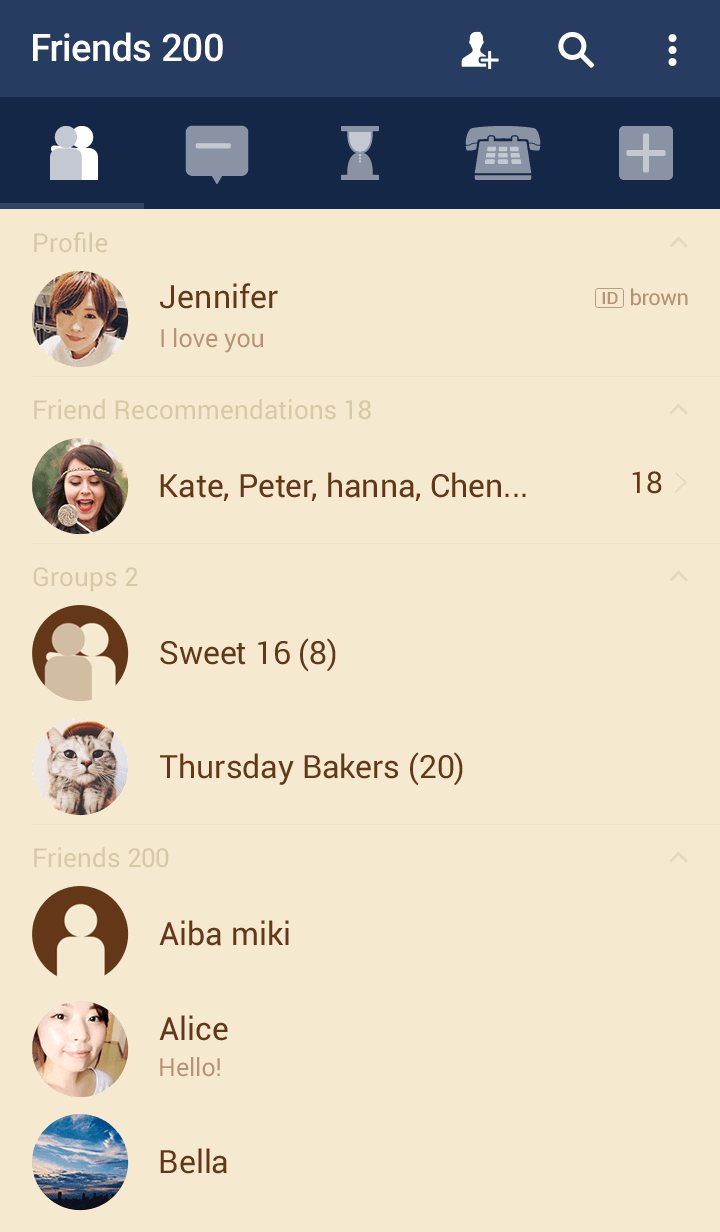 Friends 200
Profile
Jennifer
ID brown
I love you
Friend Recommendations 18
Kate, Peter, hanna, Chen...
18
Groups 2
Sweet 16 (8)
Thursday Bakers (20)
Friends 200
Aiba miki
Alice
Hello!
Bella